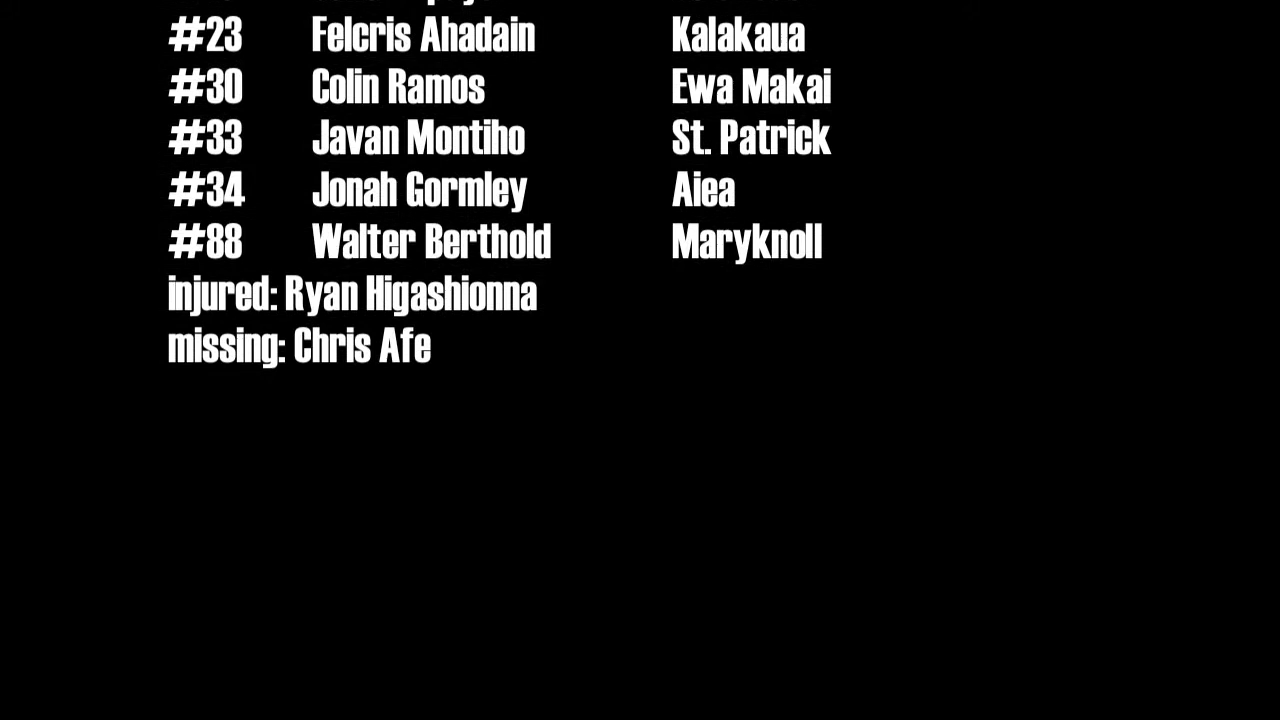 #23 Felcris Ahadain Kalakaua
#30 Colin Ramos Ewa Makai
#33 Javan Montiho St. Patrick
#34 Jonah Gormley Aiea
#88 Walter Berthold Maryknoll
injured: Ryan Higashionna
missing: Chris Afe